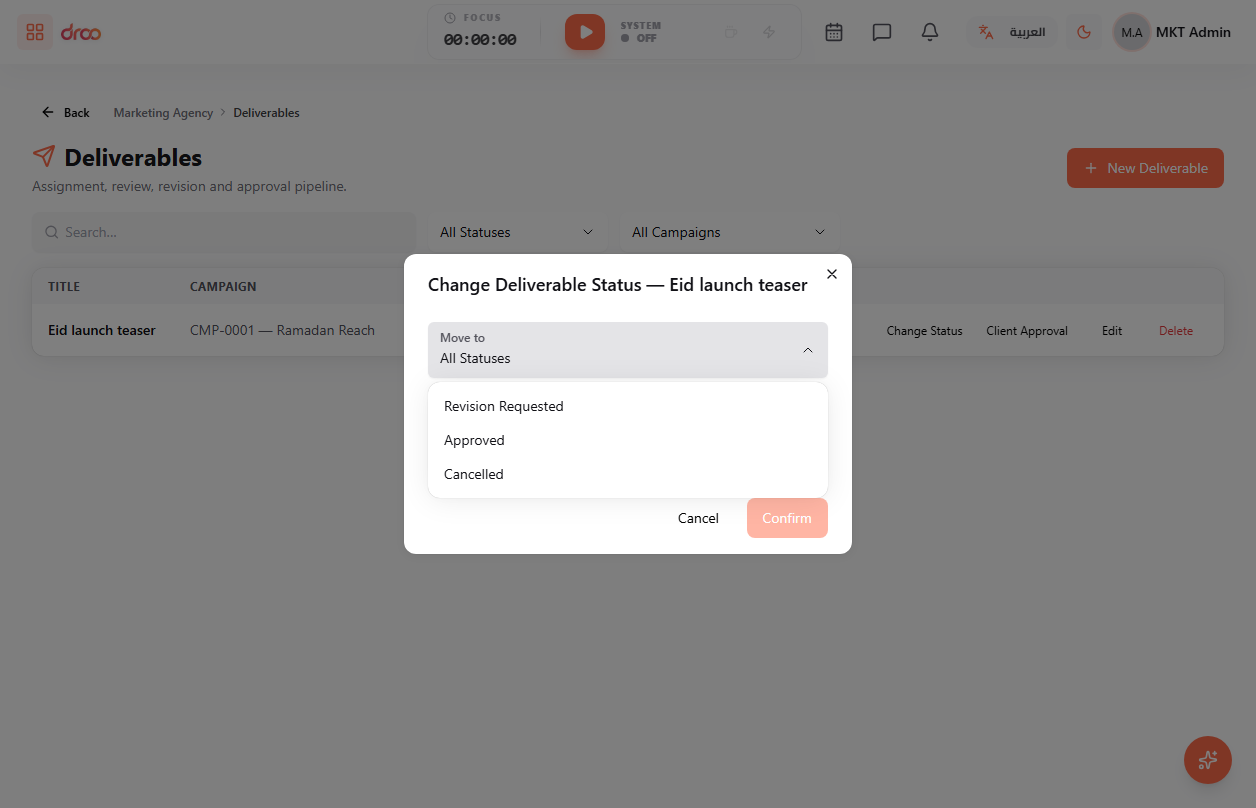 droo
FOCUS
00:00:00
SYSTEM
OFF
العربية
M.A
MKT Admin
Back
Marketing Agency
Deliverables
Deliverables
Assignment, review, revision and approval pipeline.
New Deliverable
Search...
All Statuses
All Campaigns
TITLE
CAMPAIGN
Eid launch teaser
CMP-0001 — Ramadan Reach
Change Status
Client Approval
Edit
Delete
Change Deliverable Status — Eid launch teaser
Move to
All Statuses
Revision Requested
Approved
Cancelled
Cancel
Confirm